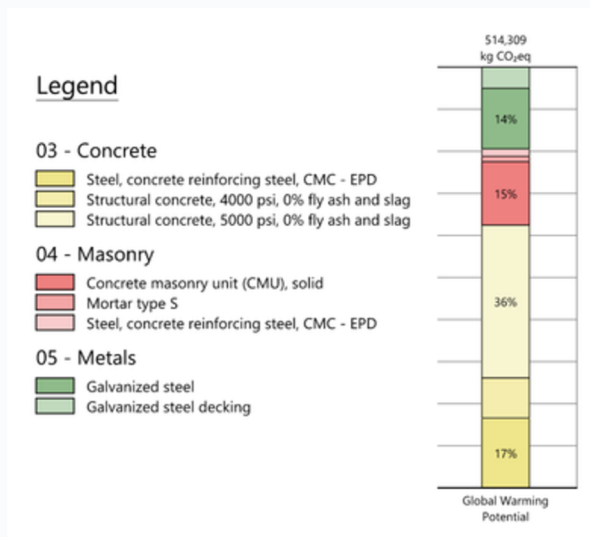 Legend
03 - Concrete
Steel, concrete reinforcing steel, CMC - EPD
Structural concrete, 4000 psi, 0% fly ash and slag
Structural concrete, 5000 psi, 0% fly ash and slag
04 - Masonry
Concrete masonry unit (CMU), solid
Mortar type S
Steel, concrete reinforcing steel, CMC - EPD
05 - Metals
Galvanized steel
Galvanized steel decking
514,309
kg CO₂eq
14%
15%
36%
17%
Global Warming
Potential